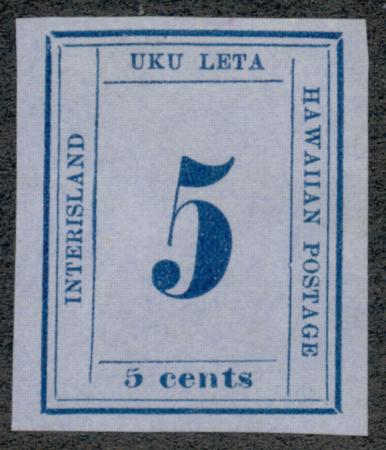 UKU LETA
INTERISLAND
HAWAIIAN POSTAGE
5
5 cents